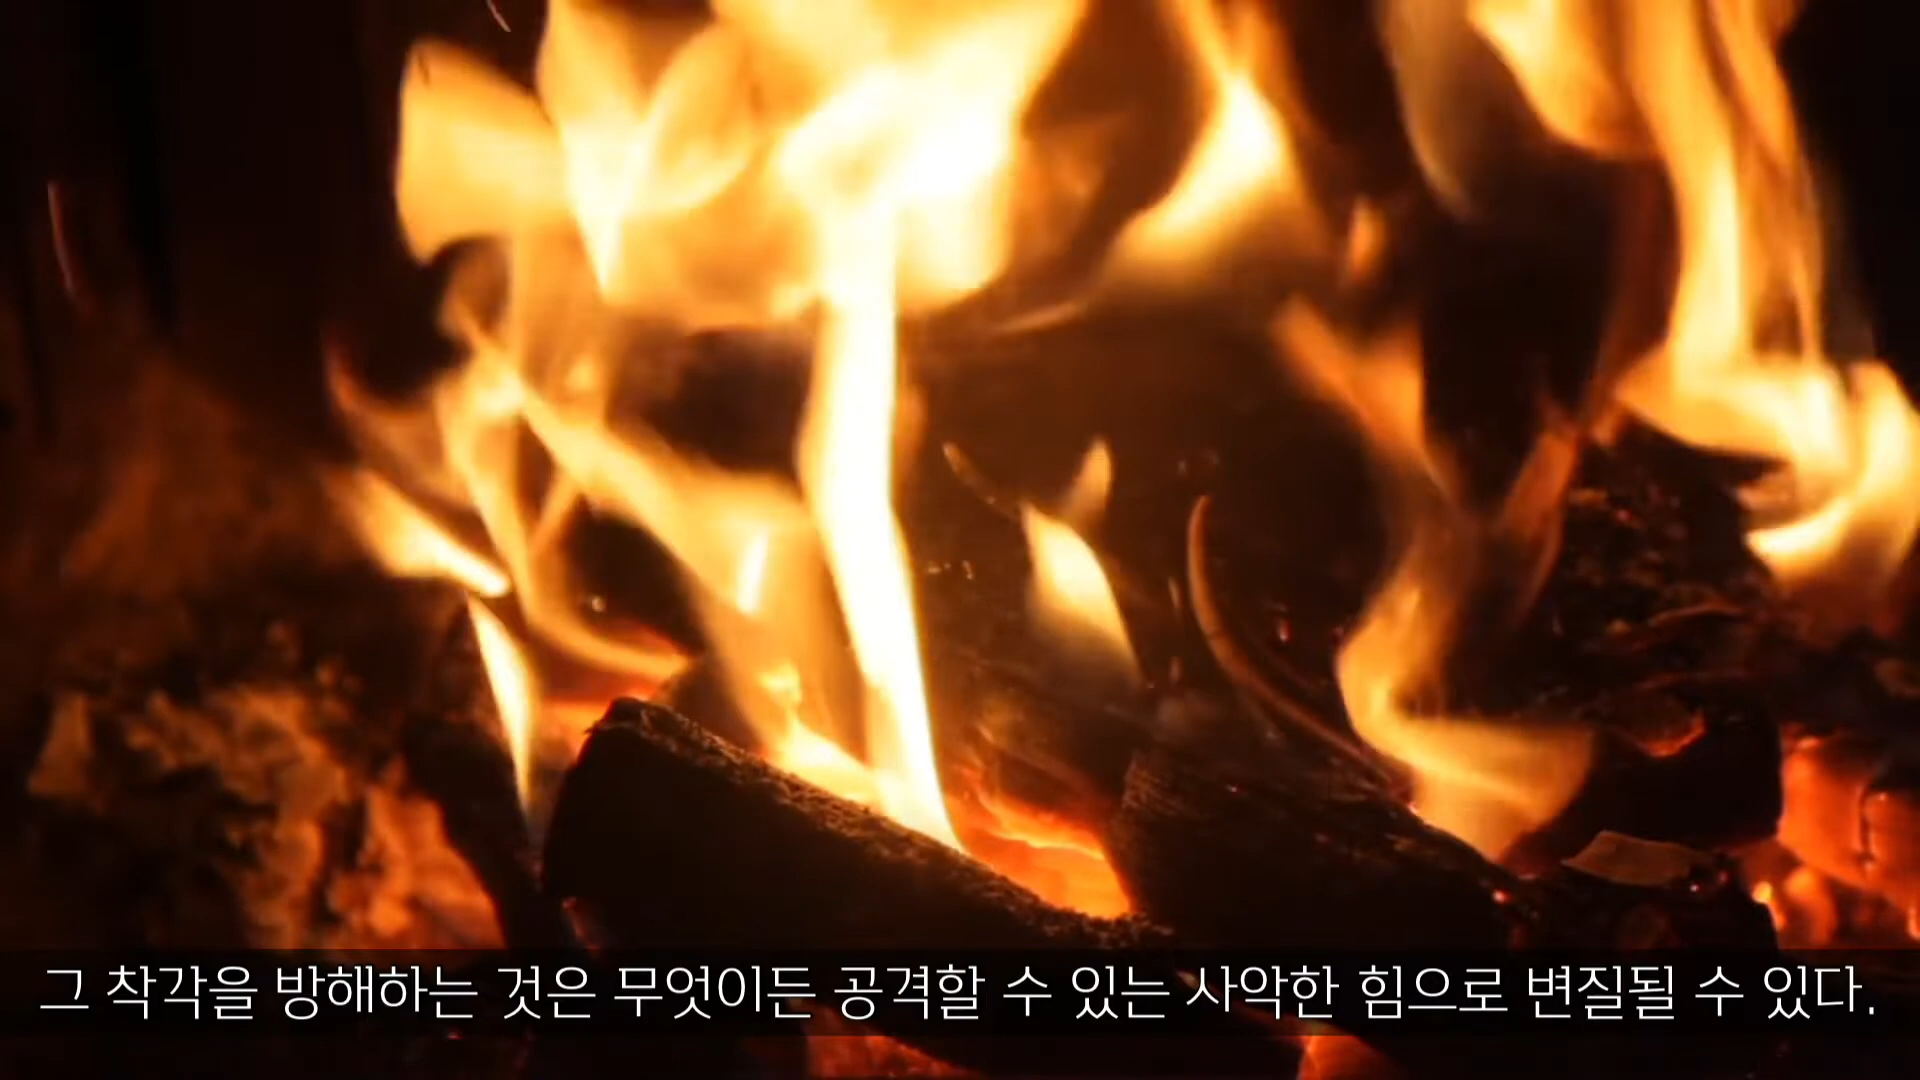 그 착각을 방해하는 것은 무엇이든 공격할 수 있는 사악한 힘으로 변질될 수 있다.